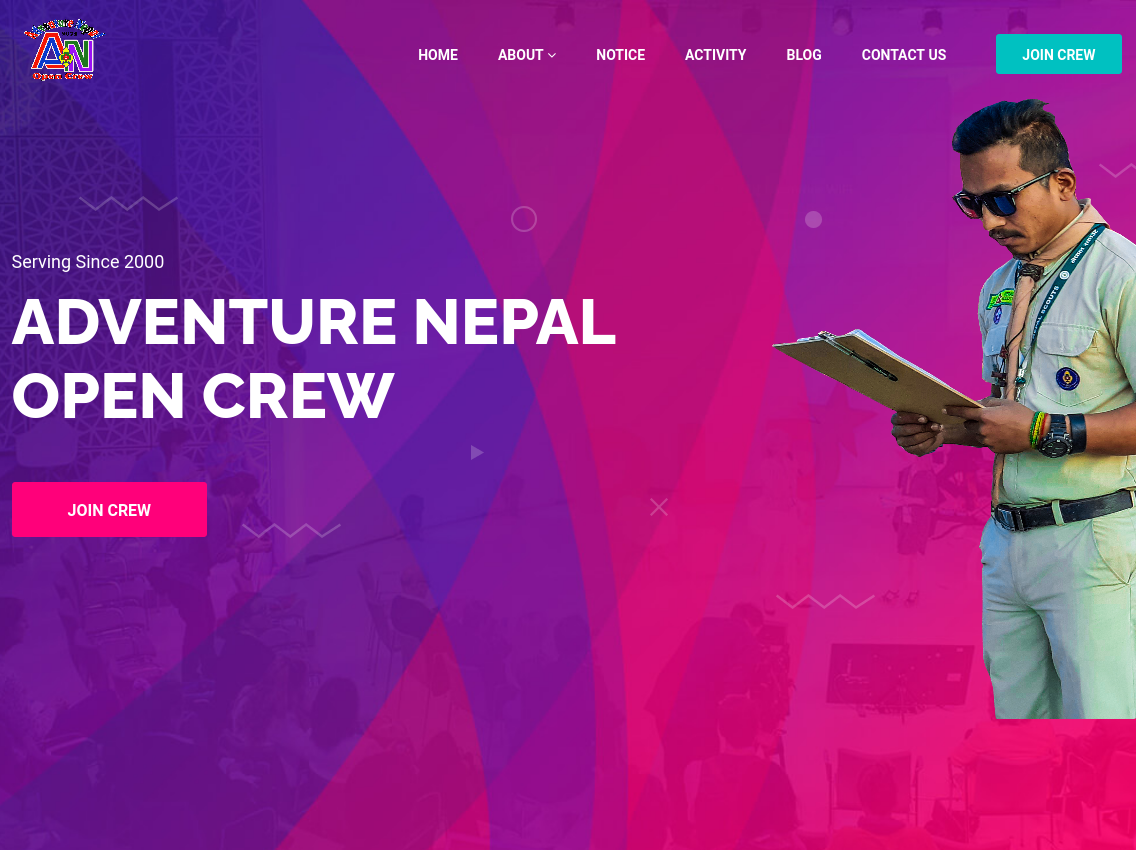 HOME
ABOUT
NOTICE
ACTIVITY
BLOG
CONTACT US
JOIN CREW
AN
Open Crew
Serving Since 2000
ADVENTURE NEPAL
OPEN CREW
JOIN CREW